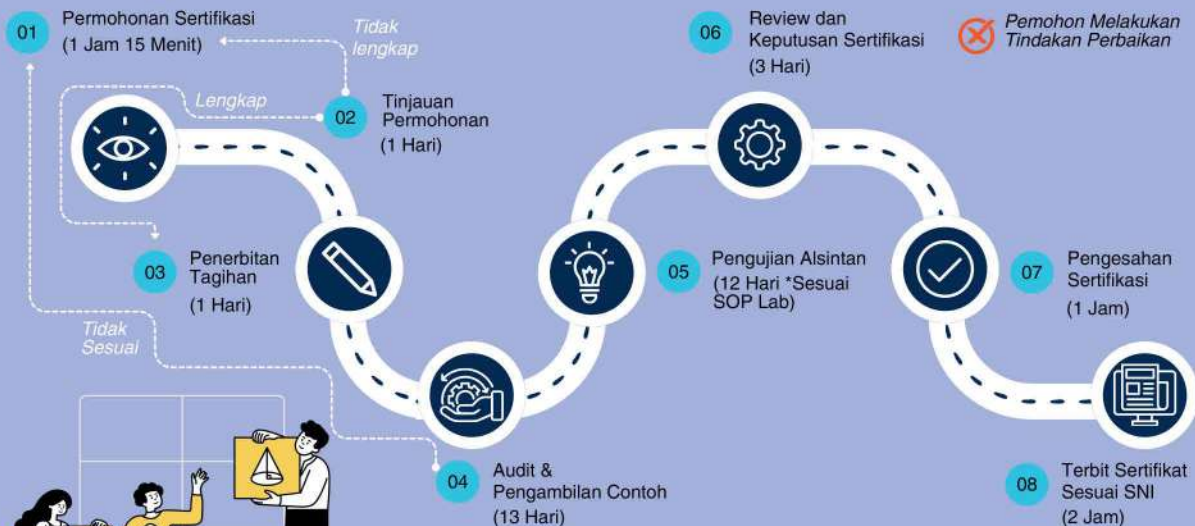 01
Permohonan Sertifikasi
(1 Jam 15 Menit)
Tidak
lengkap
Lengkap
02
Tinjauan
Permohonan
(1 Hari)
03
Penerbitan
Tagihan
(1 Hari)
Tidak
Sesuai
04
Audit &
Pengambilan Contoh
(13 Hari)
05
Pengujian Alsintan
(12 Hari *Sesuai
SOP Lab)
06
Review dan
Keputusan Sertifikasi
(3 Hari)
Pemohon Melakukan
Tindakan Perbaikan
07
Pengesahan
Sertifikasi
(1 Jam)
08
Terbit Sertifikat
Sesuai SNI
(2 Jam)